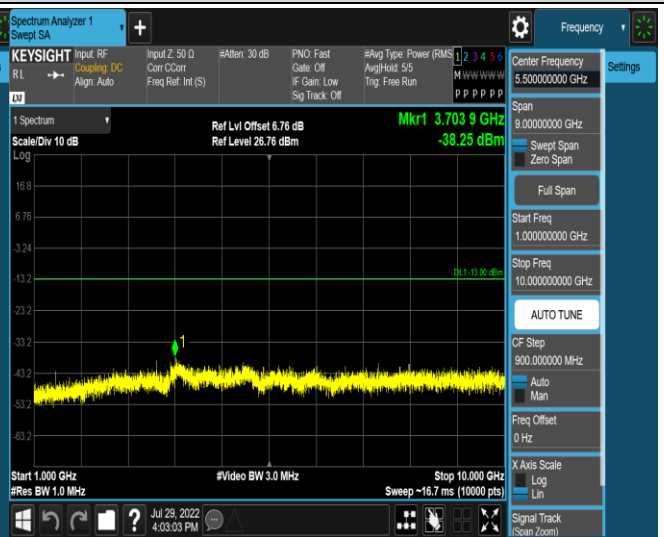 Spectrum Analyzer 1
Swept SA
Frequency
KEYSIGHT
RL
Input: RF
Coupling: DC
Align: Auto
Input Z: 50 Ω
Corr CCorr
Freq Ref: Int (S)
#Atten: 30 dB
PNO: Fast
Gate: Off
IF Gain: Low
Sig Track: Off
#Avg Type: Power (RMS
Avg|Hold: 5/5
Trig: Free Run
1 2 3 4 5 6
M W W W W W
P P P P P P
LXI
1 Spectrum
Scale/Div 10 dB
Log
Ref Lvl Offset 6.76 dB
Ref Level 26.76 dBm
Mkr1 3.703 9 GHz
-38.25 dBm
16.8
6.76
-3.24
-13.2
-23.2
-33.2
-43.2
-53.2
-63.2
DL1 -13.00 dBm
1
Start 1.000 GHz
#Res BW 1.0 MHz
#Video BW 3.0 MHz
Stop 10.000 GHz
Sweep ~16.7 ms (10000 pts)
?
Jul 29, 2022
4:03:03 PM
Settings
Center Frequency
5.500000000 GHz
Span
9.00000000 GHz
Swept Span
Zero Span
Full Span
Start Freq
1.000000000 GHz
Stop Freq
10.000000000 GHz
AUTO TUNE
CF Step
900.000000 MHz
Auto
Man
Freq Offset
0 Hz
X Axis Scale
Log
Lin
Signal Track
(Span Zoom)